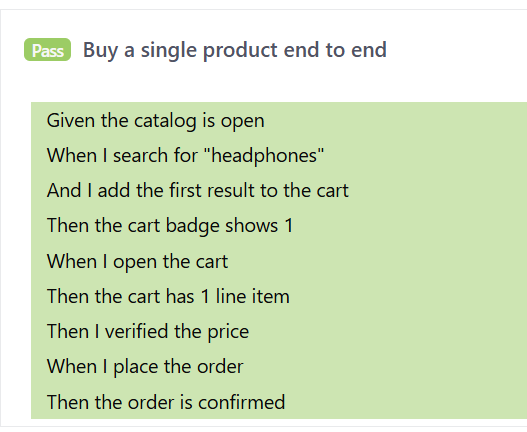 Pass Buy a single product end to end
Given the catalog is open
When I search for "headphones"
And I add the first result to the cart
Then the cart badge shows 1
When I open the cart
Then the cart has 1 line item
Then I verified the price
When I place the order
Then the order is confirmed